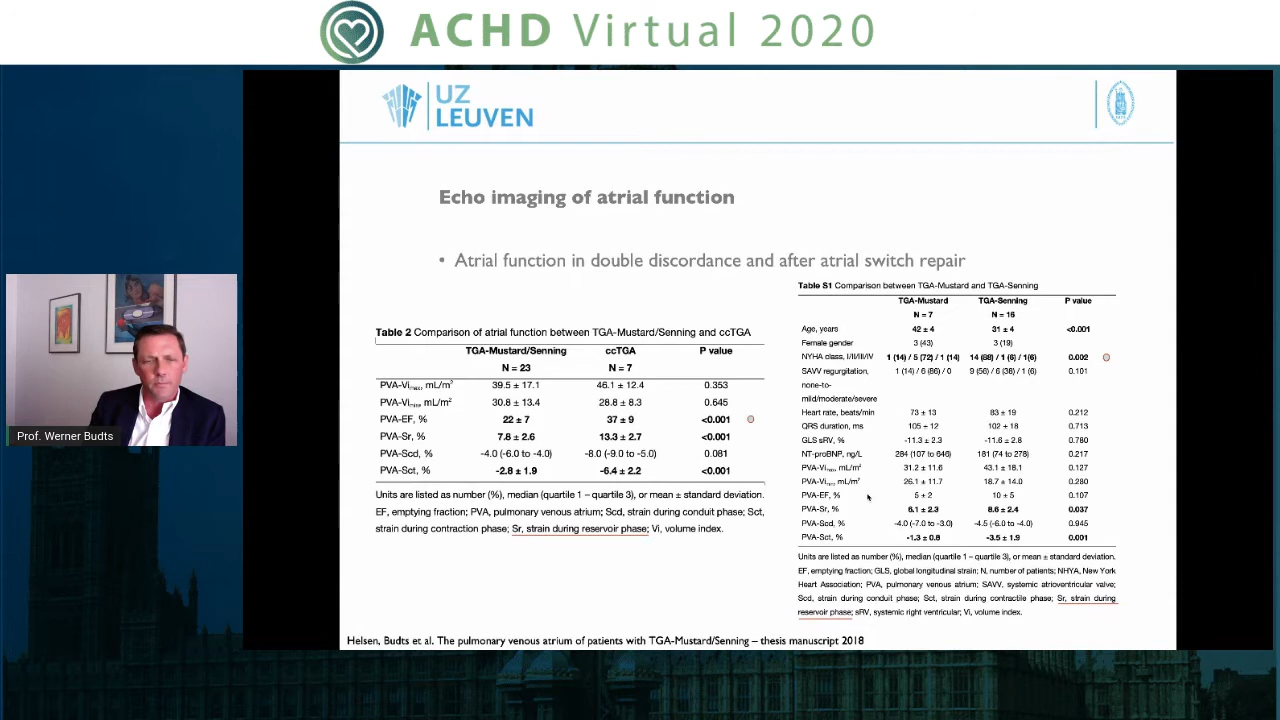 ACHD Virtual 2020
UZ
LEUVEN
Echo imaging of atrial function
• Atrial function in double discordance and after atrial switch repair
Table 2 Comparison of atrial function between TGA-Mustard/Senning and ccTGA
TGA-Mustard/Senning ccTGA P value
N = 23 N = 7
PVA-Vimax, mL/m² 39.5 ± 17.1 46.1 ± 12.4 0.353
PVA-Vimin, mL/m² 30.8 ± 13.4 28.8 ± 8.3 0.645
PVA-EF, % 22 ± 7 37 ± 9 <0.001
PVA-Sr, % 7.8 ± 2.6 13.3 ± 2.7 <0.001
PVA-Scd, % -4.0 (-6.0 to -4.0) -8.0 (-9.0 to -5.0) 0.081
PVA-Sct, % -2.8 ± 1.9 -6.4 ± 2.2 <0.001
Units are listed as number (%), median (quartile 1 – quartile 3), or mean ± standard deviation.
EF, emptying fraction; PVA, pulmonary venous atrium; Scd, strain during conduit phase; Sct,
strain during contraction phase; Sr, strain during reservoir phase; Vi, volume index.
Table S1 Comparison between TGA-Mustard and TGA-Senning
TGA-Mustard TGA-Senning P value
N = 7 N = 16
Age, years 42 ± 4 31 ± 4 <0.001
Female gender 3 (43) 3 (19)
NYHA class, I/II/III/IV 1 (14) / 5 (72) / 1 (14) 14 (88) / 1 (6) / 1(6) 0.002
SAVV regurgitation, 1 (14) / 6 (86) / 0 9 (56) / 6 (38) / 1 (6) 0.101
none-to-
mild/moderate/severe
Heart rate, beats/min 73 ± 13 83 ± 19 0.212
QRS duration, ms 105 ± 12 102 ± 18 0.713
GLS sRV, % -11.3 ± 2.3 -11.6 ± 2.8 0.780
NT-proBNP, ng/L 284 (107 to 646) 181 (74 to 278) 0.217
PVA-Vimax, mL/m² 31.2 ± 11.6 43.1 ± 18.1 0.127
PVA-Vimin, mL/m² 26.1 ± 11.7 18.7 ± 14.0 0.280
PVA-EF, % 5 ± 2 10 ± 5 0.107
PVA-Sr, % 6.1 ± 2.3 8.6 ± 2.4 0.037
PVA-Scd, % -4.0 (-7.0 to -3.0) -4.5 (-6.0 to -4.0) 0.945
PVA-Sct, % -1.3 ± 0.8 -3.5 ± 1.9 0.001
Units are listed as number (%), median (quartile 1 – quartile 3), or mean ± standard deviation.
EF, emptying fraction; GLS, global longitudinal strain; N, number of patients; NHYA, New York
Heart Association; PVA, pulmonary venous atrium; SAVV, systemic atrioventricular valve;
Scd, strain during conduit phase; Sct, strain during contractile phase; Sr, strain during
reservoir phase; sRV, systemic right ventricular; Vi, volume index.
Prof. Werner Budts
Helsen, Budts et al. The pulmonary venous atrium of patients with TGA-Mustard/Senning – thesis manuscript 2018